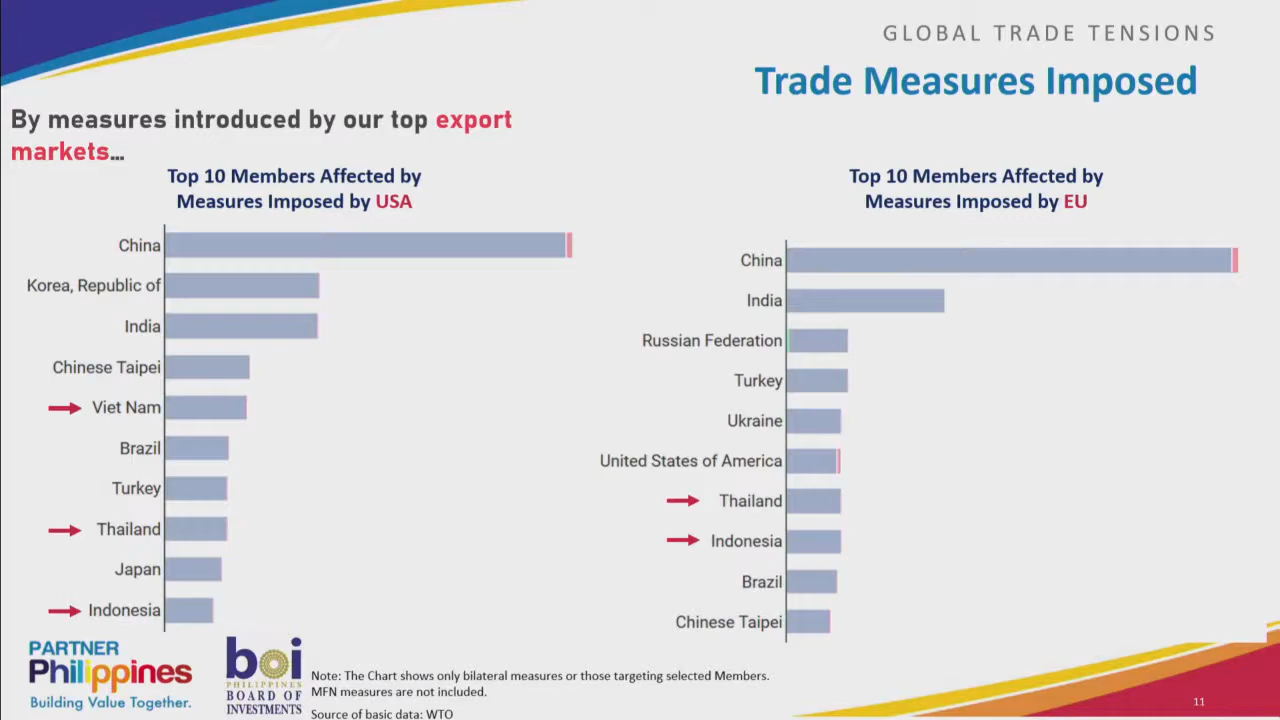 GLOBAL TRADE TENSIONS
Trade Measures Imposed
By measures introduced by our top export
markets...
Top 10 Members Affected by
Measures Imposed by USA
China
Korea, Republic of
India
Chinese Taipei
Viet Nam
Brazil
Turkey
Thailand
Japan
Indonesia
Top 10 Members Affected by
Measures Imposed by EU
China
India
Russian Federation
Turkey
Ukraine
United States of America
Thailand
Indonesia
Brazil
Chinese Taipei
PARTNER
Philippines
Building Value Together.
boi
PHILIPPINES
BOARD OF
INVESTMENTS
Note: The Chart shows only bilateral measures or those targeting selected Members.
MFN measures are not included.
Source of basic data: WTO
11